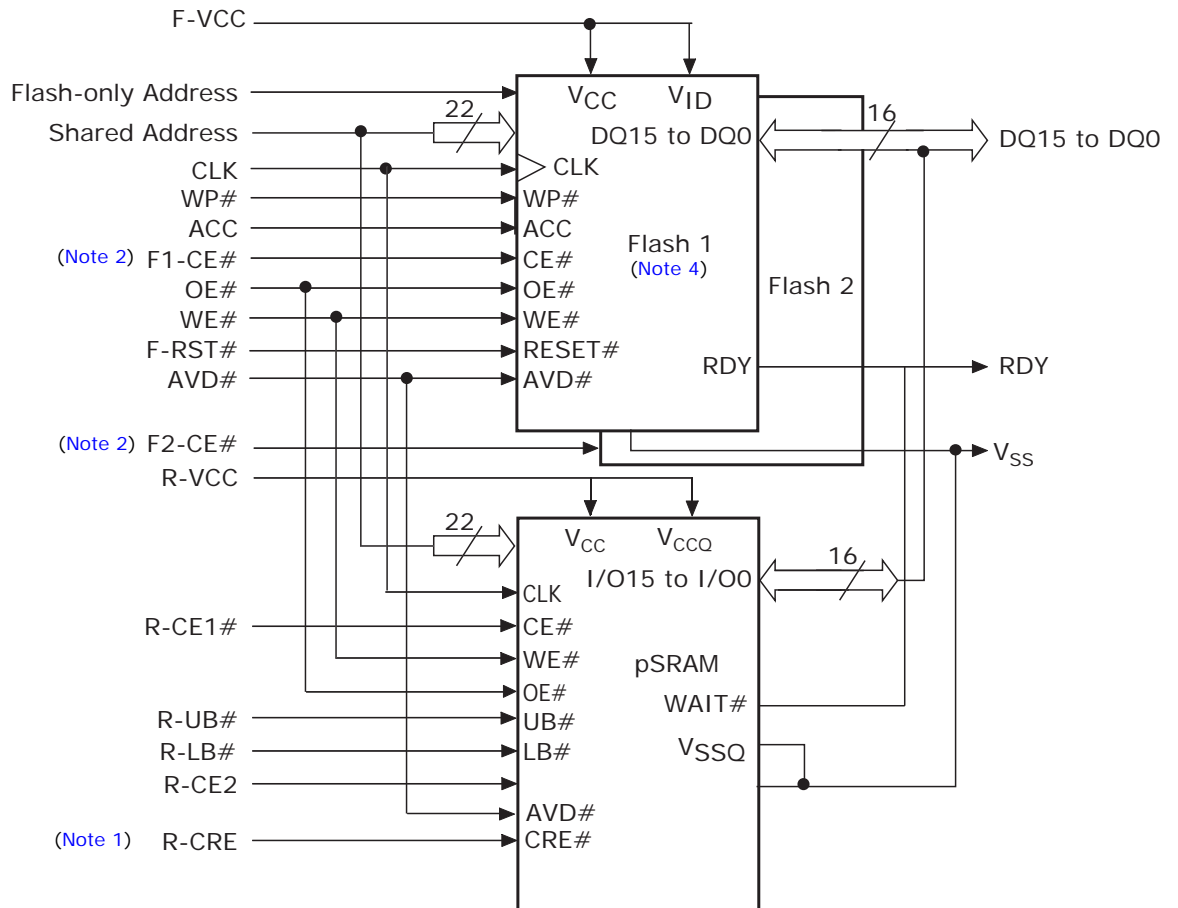 F-VCC
Flash-only Address
Shared Address
CLK
WP#
ACC
(Note 2) F1-CE#
OE#
WE#
F-RST#
AVD#
(Note 2) F2-CE#
R-VCC
22
VCC VID
DQ15 to DQ0
CLK
WP#
ACC
CE#
OE#
WE#
RESET#
AVD#
Flash 1
(Note 4)
RDY
Flash 2
16
DQ15 to DQ0
RDY
VSS
R-CE1#
R-UB#
R-LB#
R-CE2
(Note 1) R-CRE
22
VCC VCCQ
I/O15 to I/O0
CLK
CE#
WE#
OE#
UB#
LB#
AVD#
CRE#
pSRAM
WAIT#
VSSQ
16